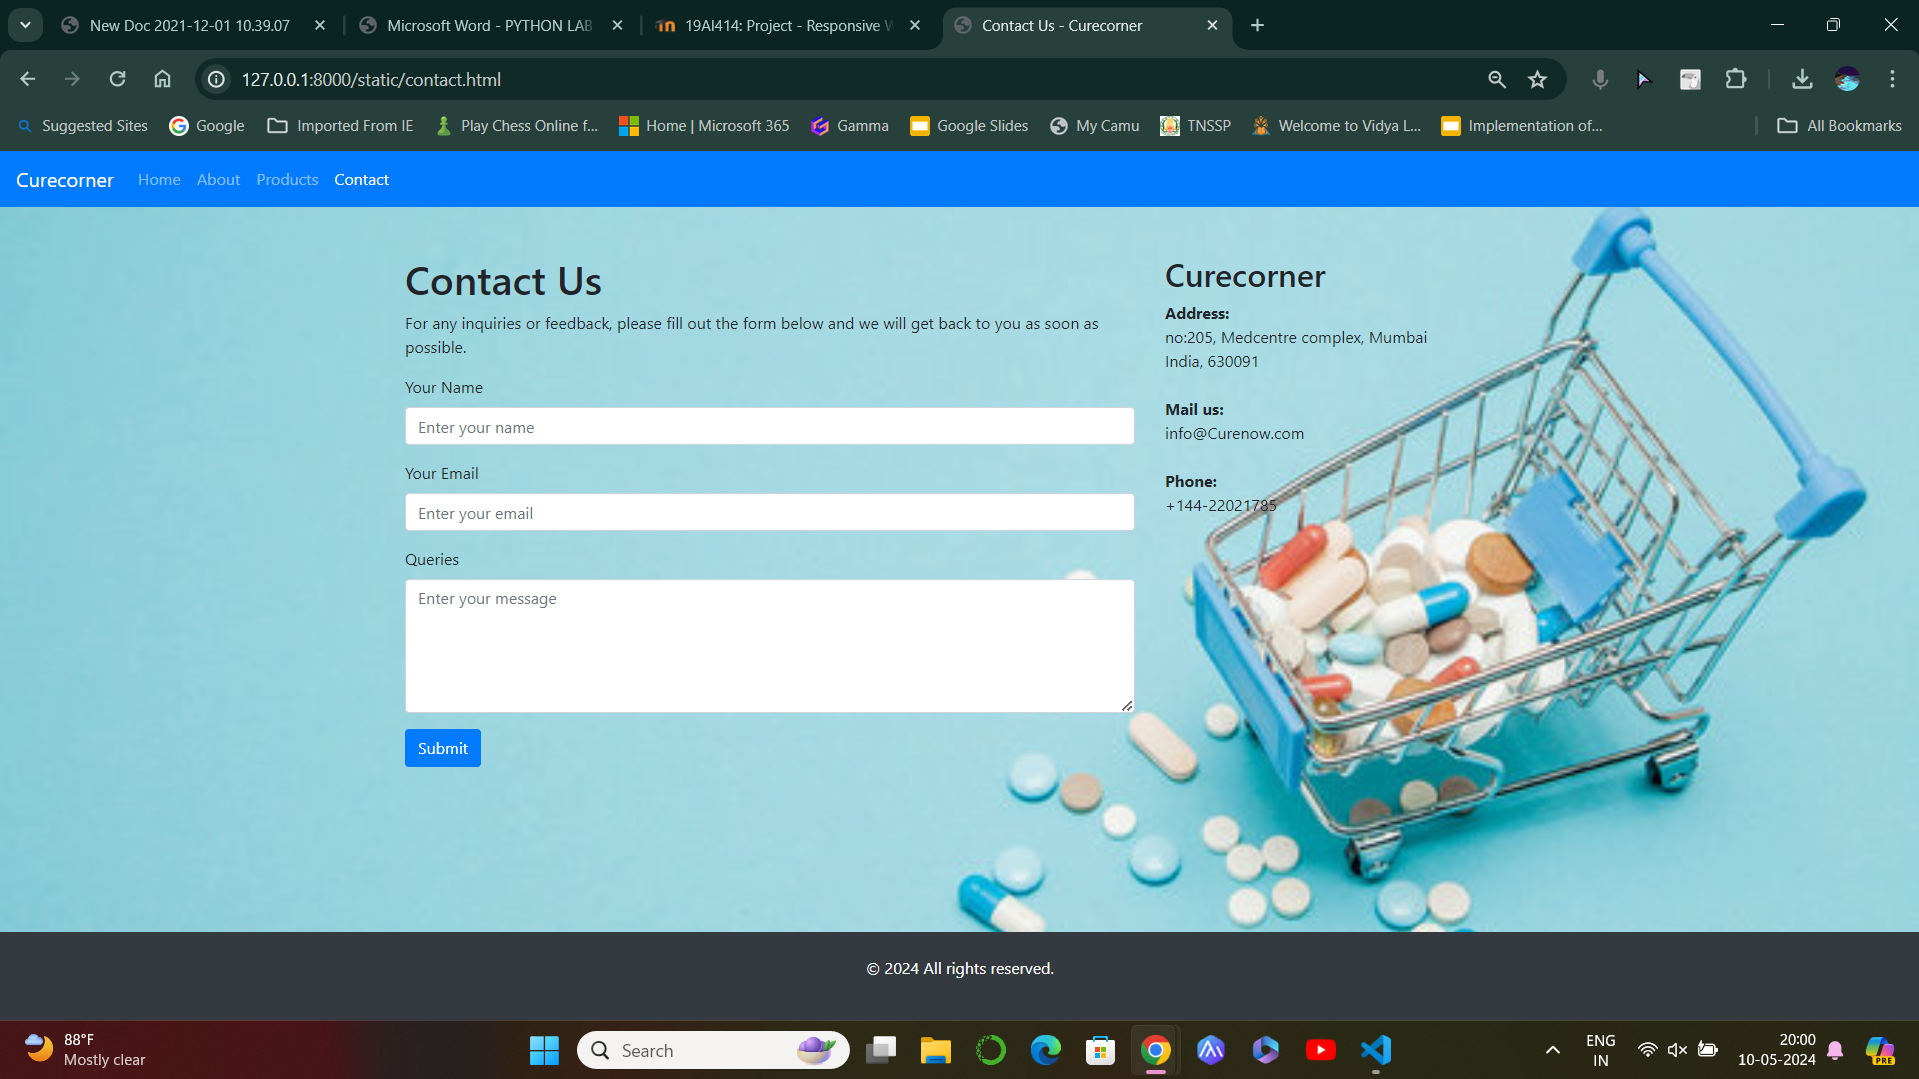 New Doc 2021-12-01 10.39.07
Microsoft Word - PYTHON LAB
19AI414: Project - Responsive W
Contact Us - Curecorner
127.0.0.1:8000/static/contact.html
Suggested Sites
Google
Imported From IE
Play Chess Online f...
Home | Microsoft 365
Gamma
Google Slides
My Camu
TNSSP
Welcome to Vidya L...
Implementation of...
All Bookmarks
Curecorner Home About Products Contact
Contact Us
For any inquiries or feedback, please fill out the form below and we will get back to you as soon as
possible.
Your Name
Enter your name
Your Email
Enter your email
Queries
Enter your message
Submit
Curecorner
Address:
no:205, Medcentre complex, Mumbai
India, 630091
Mail us:
info@Curenow.com
Phone:
+144-22021785
© 2024 All rights reserved.
88°F
Mostly clear
Search
ENG
IN
20:00
10-05-2024
PRE